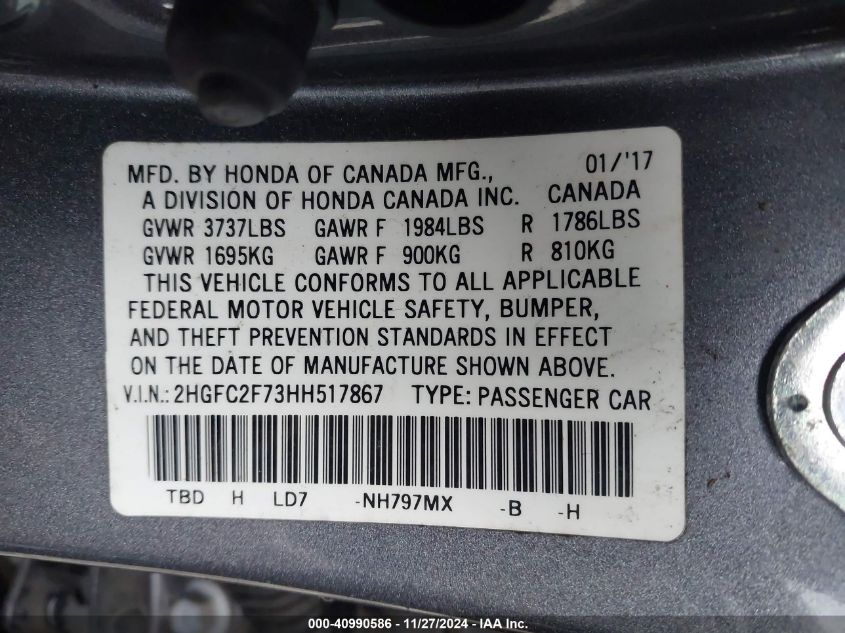 MFD. BY HONDA OF CANADA MFG., 01/'17
A DIVISION OF HONDA CANADA INC. CANADA
GVWR 3737LBS GAWR F 1984LBS R 1786LBS
GVWR 1695KG GAWR F 900KG R 810KG
THIS VEHICLE CONFORMS TO ALL APPLICABLE
FEDERAL MOTOR VEHICLE SAFETY, BUMPER,
AND THEFT PREVENTION STANDARDS IN EFFECT
ON THE DATE OF MANUFACTURE SHOWN ABOVE.
V.I.N.: 2HGFC2F73HH517867 TYPE: PASSENGER CAR
TBD H LD7 -NH797MX -B -H
000-40990586 — 11/27/2024 — IAA Inc.